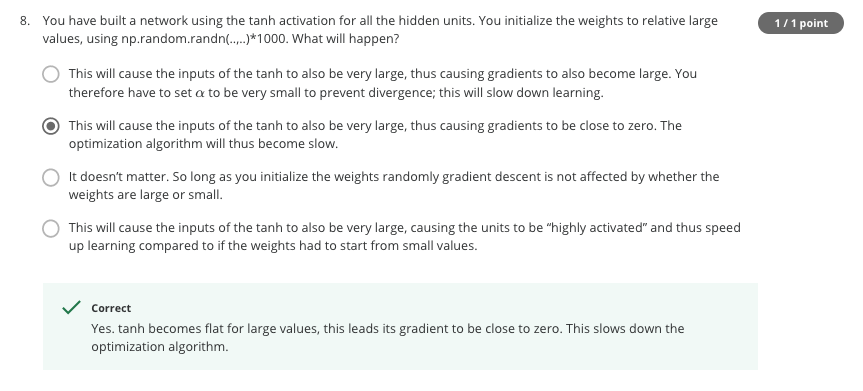 8. You have built a network using the tanh activation for all the hidden units. You initialize the weights to relative large
1 / 1 point
values, using np.random.randn(..,..)*1000. What will happen?
This will cause the inputs of the tanh to also be very large, thus causing gradients to also become large. You
therefore have to set α to be very small to prevent divergence; this will slow down learning.
This will cause the inputs of the tanh to also be very large, thus causing gradients to be close to zero. The
optimization algorithm will thus become slow.
It doesn’t matter. So long as you initialize the weights randomly gradient descent is not affected by whether the
weights are large or small.
This will cause the inputs of the tanh to also be very large, causing the units to be “highly activated” and thus speed
up learning compared to if the weights had to start from small values.
Correct
Yes. tanh becomes flat for large values, this leads its gradient to be close to zero. This slows down the
optimization algorithm.